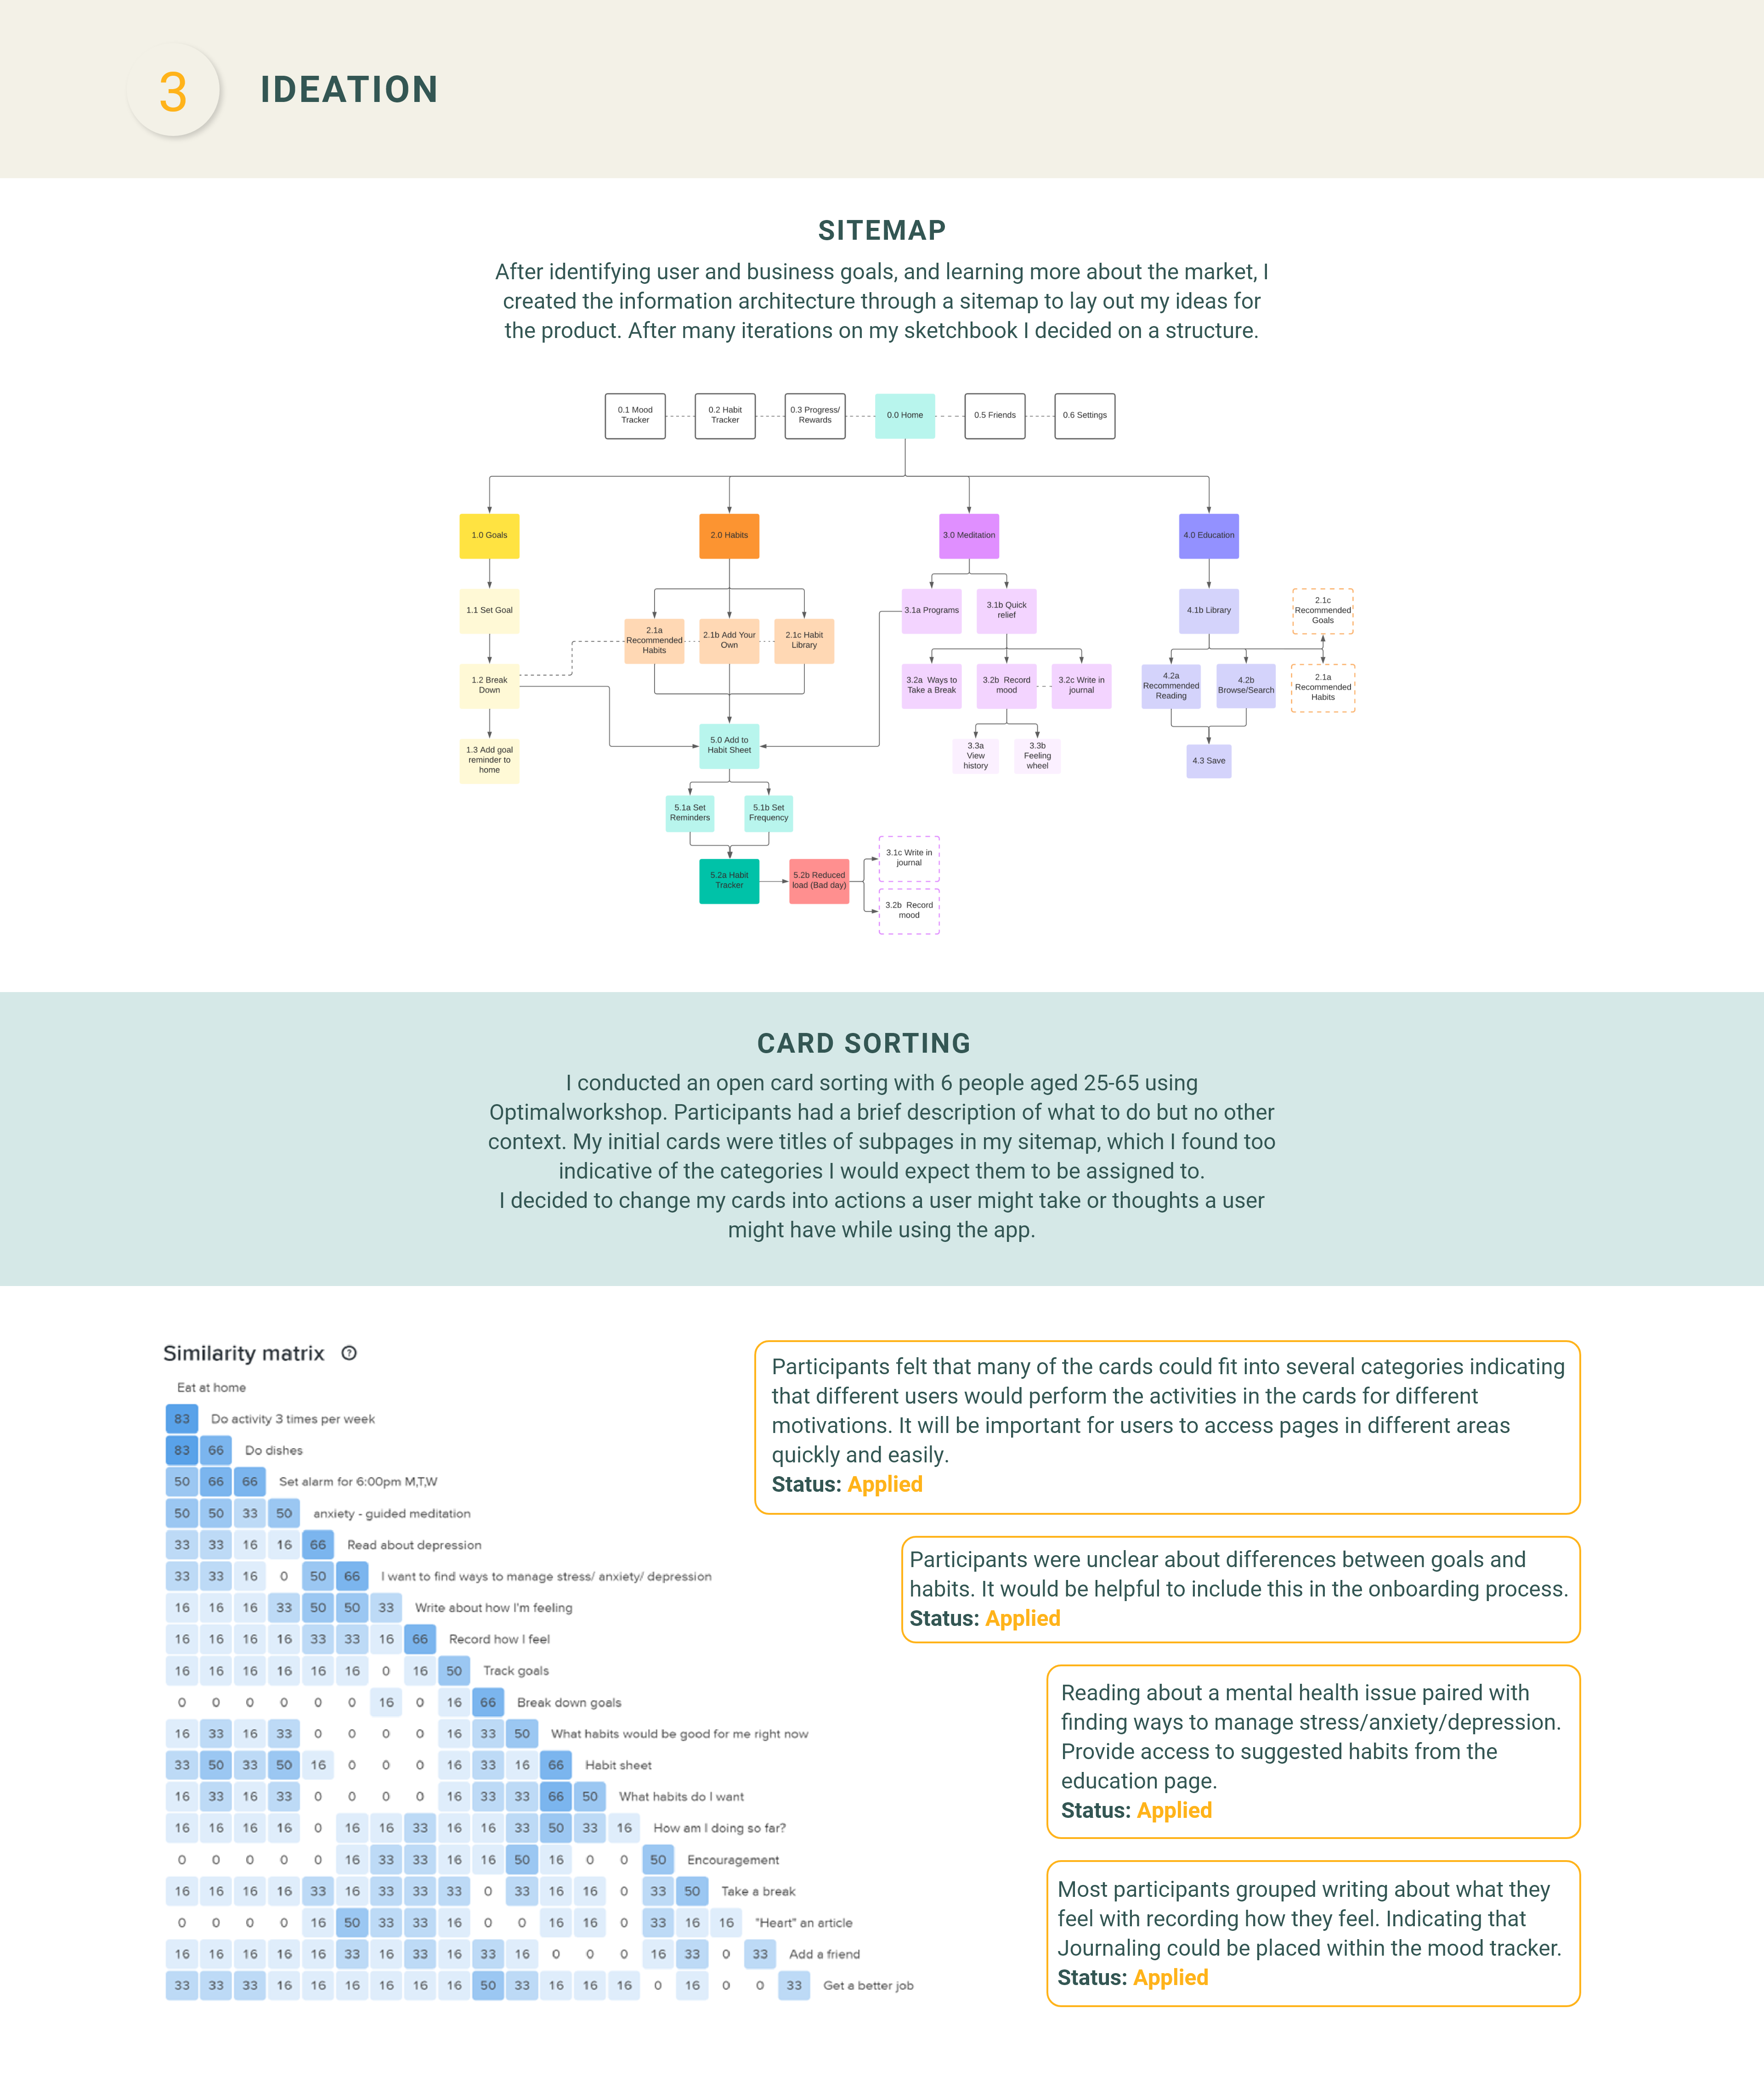 3
IDEATION
SITEMAP
After identifying user and business goals, and learning more about the market, I
created the information architecture through a sitemap to lay out my ideas for
the product. After many iterations on my sketchbook I decided on a structure.
0.1 Mood
Tracker
0.2 Habit
Tracker
0.3 Progress/
Rewards
0.0 Home
0.5 Friends
0.6 Settings
1.0 Goals
2.0 Habits
3.0 Meditation
4.0 Education
1.1 Set Goal
2.1a
Recommended
Habits
2.1b Add Your
Own
2.1c Habit
Library
3.1a Programs
3.1b Quick
relief
4.1b Library
2.1c
Recommended
Goals
1.2 Break
Down
3.2a Ways to
Take a Break
3.2b Record
mood
3.2c Write in
journal
4.2a
Recommended
Reading
4.2b
Browse/Search
2.1a
Recommended
Habits
1.3 Add goal
reminder to
home
5.0 Add to
Habit Sheet
3.3a
View
history
3.3b
Feeling
wheel
4.3 Save
5.1a Set
Reminders
5.1b Set
Frequency
5.2a Habit
Tracker
5.2b Reduced
load (Bad day)
3.1c Write in
journal
3.2b Record
mood
CARD SORTING
I conducted an open card sorting with 6 people aged 25-65 using
Optimalworkshop. Participants had a brief description of what to do but no other
context. My initial cards were titles of subpages in my sitemap, which I found too
indicative of the categories I would expect them to be assigned to.
I decided to change my cards into actions a user might take or thoughts a user
might have while using the app.
Similarity matrix ?
Eat at home
83 Do activity 3 times per week
83 66 Do dishes
50 66 66 Set alarm for 6:00pm M,T,W
50 50 33 50 anxiety - guided meditation
33 33 16 16 66 Read about depression
33 33 16 0 50 66 I want to find ways to manage stress/ anxiety/ depression
16 16 16 33 50 50 33 Write about how I'm feeling
16 16 16 16 33 33 16 66 Record how I feel
16 16 16 16 16 16 0 16 50 Track goals
0 0 0 0 0 0 16 0 16 66 Break down goals
16 33 16 33 0 0 0 0 16 33 50 What habits would be good for me right now
33 50 33 50 16 0 0 0 16 33 16 66 Habit sheet
16 33 16 33 0 0 0 0 16 33 33 66 50 What habits do I want
16 16 16 16 0 16 16 33 16 16 33 50 33 16 How am I doing so far?
0 0 0 0 0 16 33 33 16 16 50 16 0 0 50 Encouragement
16 16 16 16 33 16 33 33 33 0 33 16 16 0 33 50 Take a break
0 0 0 0 16 50 33 33 16 0 0 16 16 0 33 16 16 "Heart" an article
16 16 16 16 16 33 16 33 16 33 16 0 0 0 16 33 0 33 Add a friend
33 33 33 16 16 16 16 16 16 50 33 16 16 16 0 16 0 0 33 Get a better job
Participants felt that many of the cards could fit into several categories indicating
that different users would perform the activities in the cards for different
motivations. It will be important for users to access pages in different areas
quickly and easily.
Status: Applied
Participants were unclear about differences between goals and
habits. It would be helpful to include this in the onboarding process.
Status: Applied
Reading about a mental health issue paired with
finding ways to manage stress/anxiety/depression.
Provide access to suggested habits from the
education page.
Status: Applied
Most participants grouped writing about what they
feel with recording how they feel. Indicating that
Journaling could be placed within the mood tracker.
Status: Applied